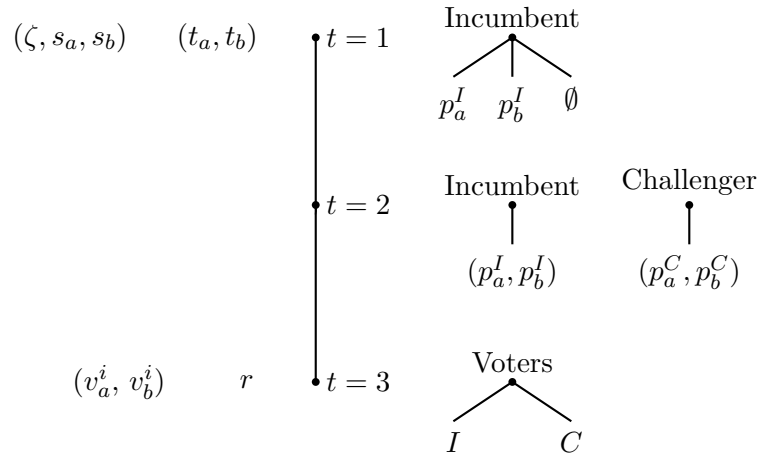 (ζ, s_a, s_b) (t_a, t_b) t = 1 Incumbent
p_a^I p_b^I ∅
t = 2 Incumbent Challenger
(p_a^I, p_b^I) (p_a^C, p_b^C)
(v_a^i, v_b^i) r t = 3 Voters
I C